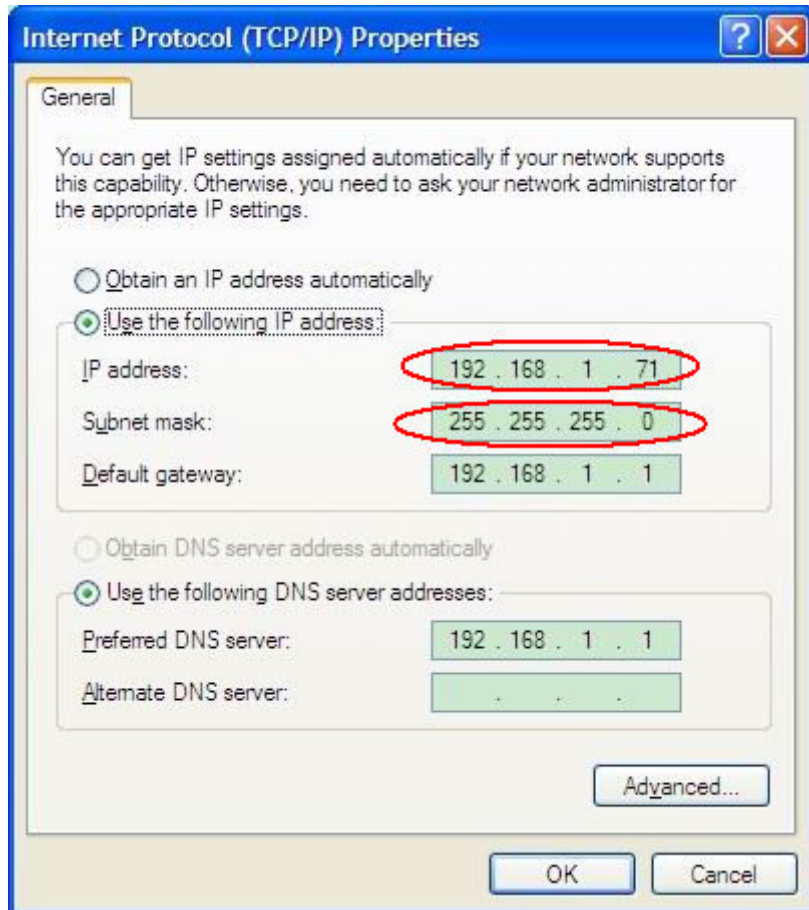 Internet Protocol (TCP/IP) Properties
General
You can get IP settings assigned automatically if your network supports
this capability. Otherwise, you need to ask your network administrator for
the appropriate IP settings.
Obtain an IP address automatically
Use the following IP address:
IP address: 192 . 168 . 1 . 71
Subnet mask: 255 . 255 . 255 . 0
Default gateway: 192 . 168 . 1 . 1
Obtain DNS server address automatically
Use the following DNS server addresses:
Preferred DNS server: 192 . 168 . 1 . 1
Alternate DNS server: . . .
Advanced...
OK Cancel